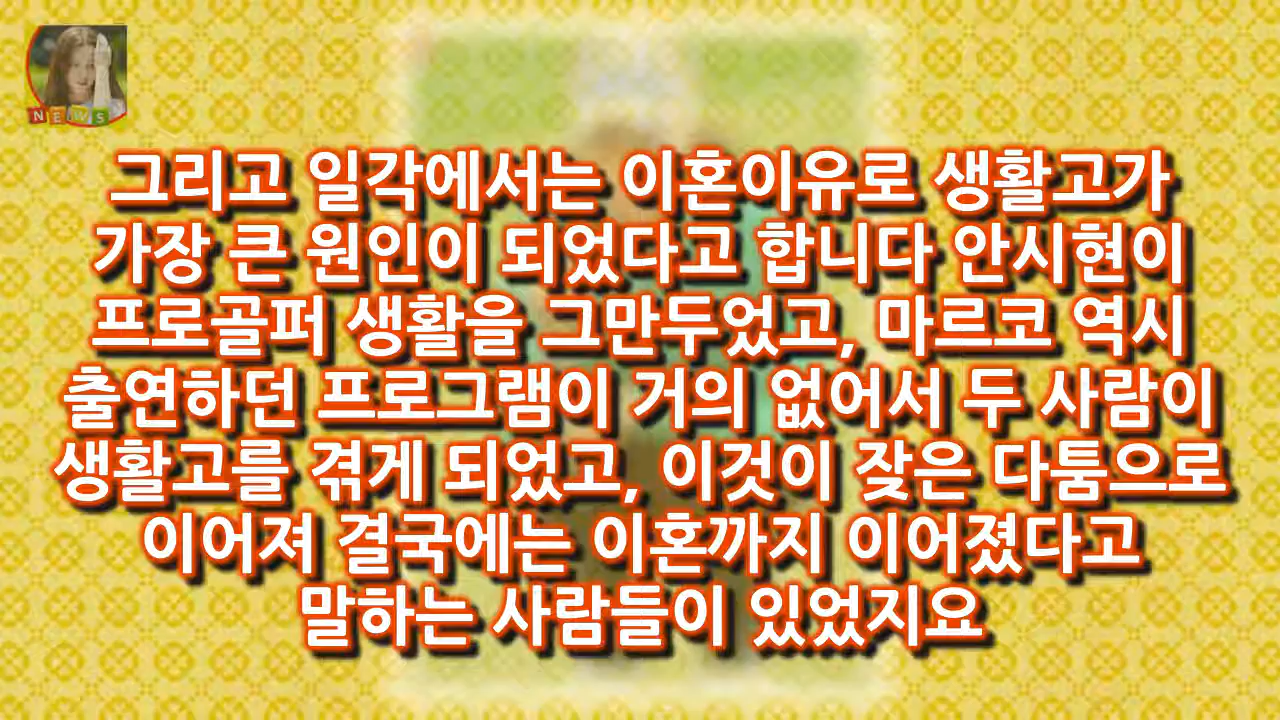 NEWS
그리고 일각에서는 이혼이유로 생활고가
가장 큰 원인이 되었다고 합니다 안시현이
프로골퍼 생활을 그만두었고, 마르코 역시
출연하던 프로그램이 거의 없어서 두 사람이
생활고를 겪게 되었고, 이것이 잦은 다툼으로
이어져 결국에는 이혼까지 이어졌다고
말하는 사람들이 있었지요